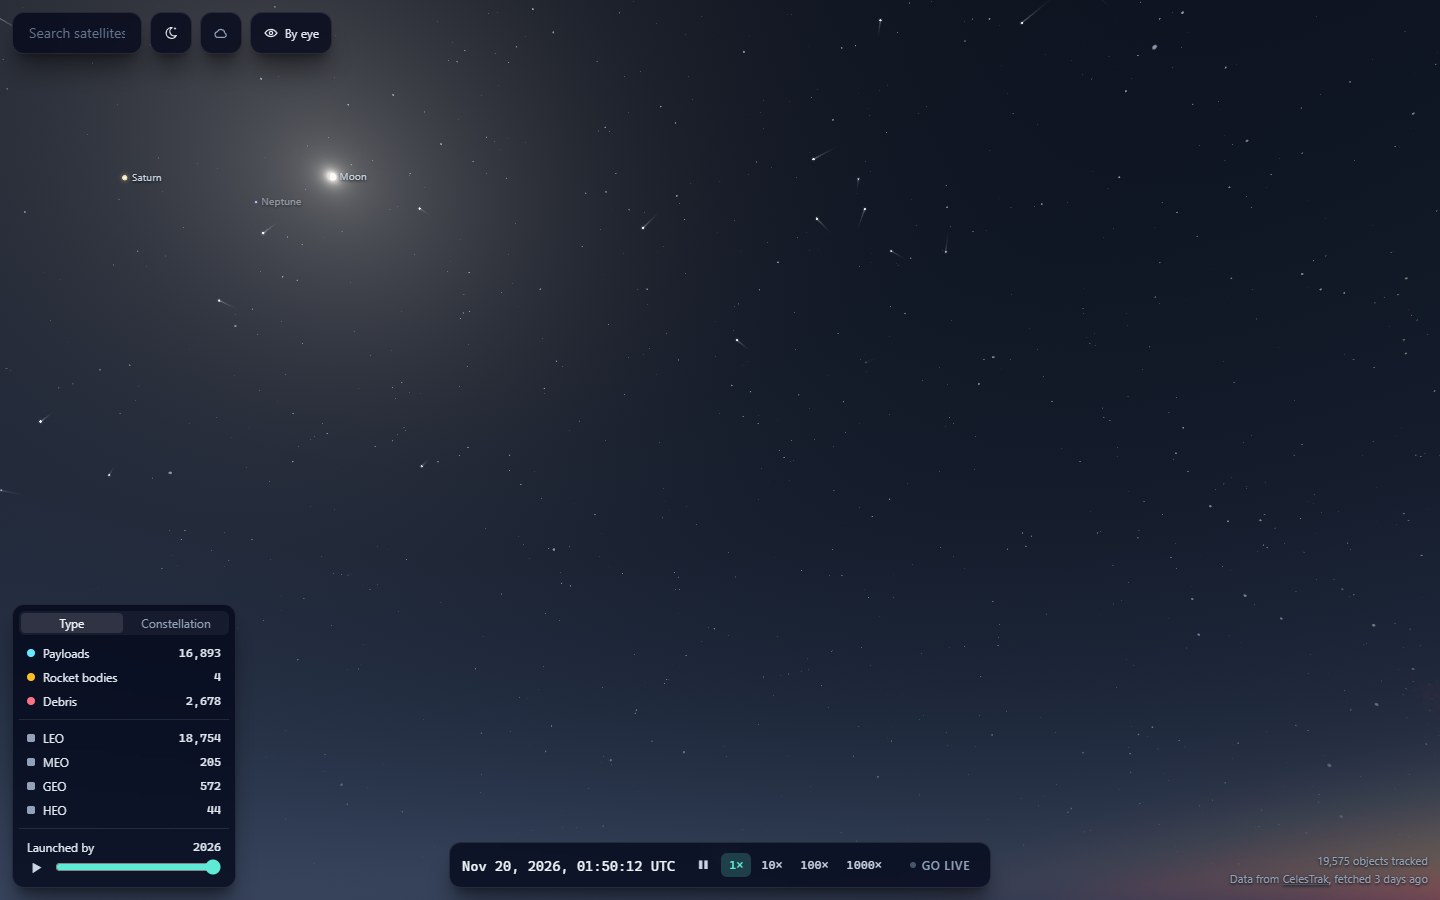 Search satellites
By eye
Saturn
Moon
Neptune
Type Constellation
Payloads 16,893
Rocket bodies 4
Debris 2,678
LEO 18,754
MEO 205
GEO 572
HEO 44
Launched by 2026
Nov 20, 2026, 01:50:12 UTC 1× 10× 100× 1000× GO LIVE
19,575 objects tracked
Data from CelesTrak, fetched 3 days ago